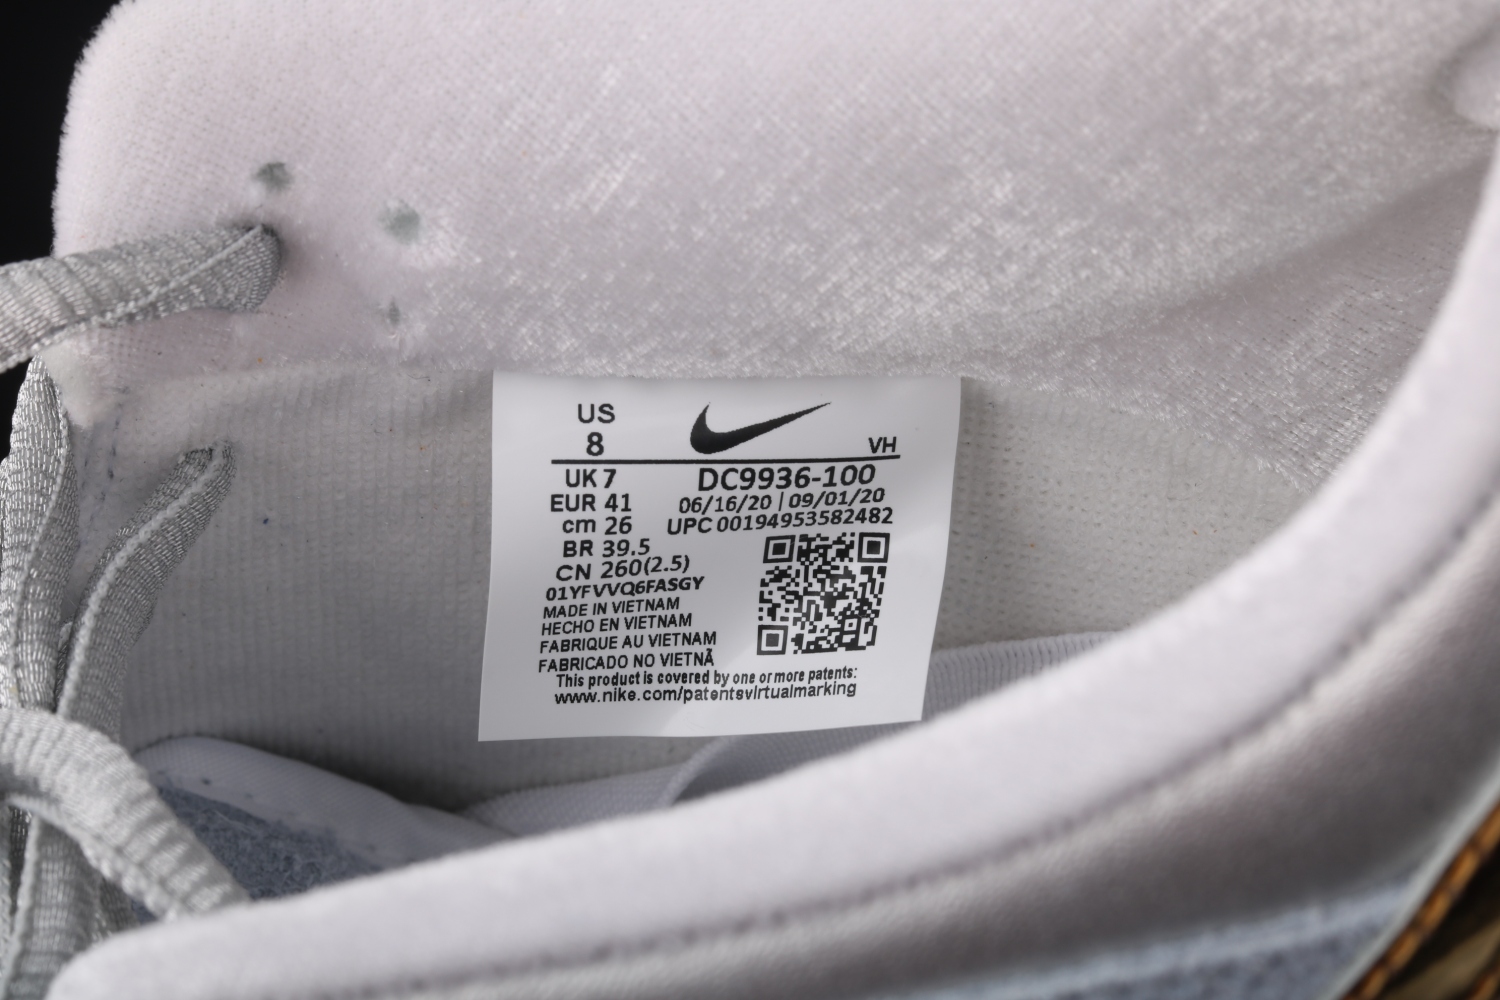 US
8
VH
UK 7
DC9936-100
EUR 41
06/16/20 | 09/01/20
cm 26
UPC 00194953582482
BR 39.5
CN 260(2.5)
01YFVVQ6FASGY
MADE IN VIETNAM
HECHO EN VIETNAM
FABRIQUE AU VIETNAM
FABRICADO NO VIETNÃ
This product is covered by one or more patents:
www.nike.com/patentsvirtualmarking